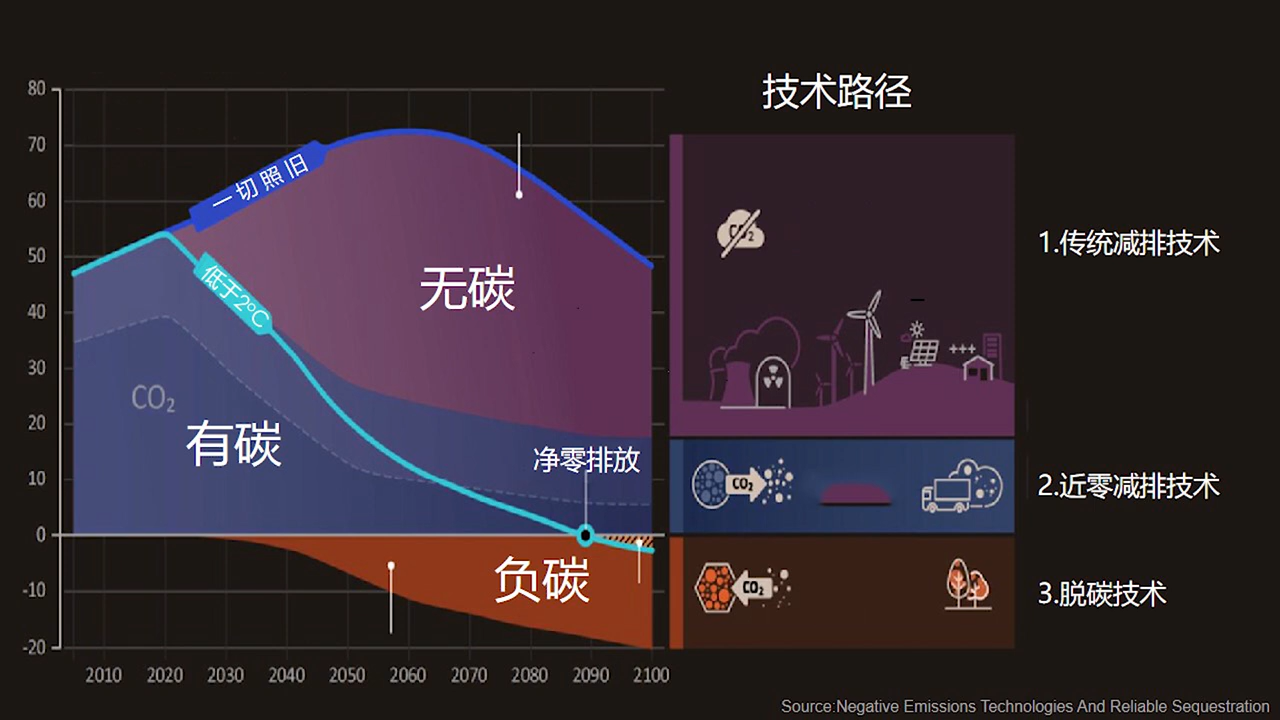 技术路径
80
70
60
50
40
30
20
10
0
-10
-20
一切照旧
低于2°C
无碳
CO₂
有碳
净零排放
负碳
2010 2020 2030 2040 2050 2060 2070 2080 2090 2100
CO₂
1.传统减排技术
+++
CO₂
2.近零减排技术
CO₂
3.脱碳技术
Source:Negative Emissions Technologies And Reliable Sequestration